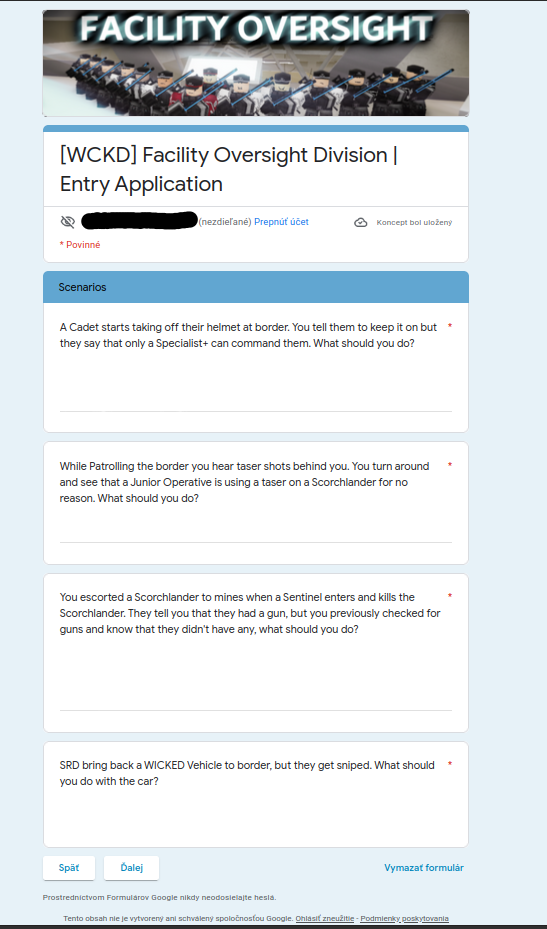 FACILITY OVERSIGHT
[WCKD] Facility Oversight Division |
Entry Application
(nezdieľané) Prepnúť účet Koncept bol uložený
* Povinné
Scenarios
A Cadet starts taking off their helmet at border. You tell them to keep it on but *
they say that only a Specialist+ can command them. What should you do?
While Patrolling the border you hear taser shots behind you. You turn around *
and see that a Junior Operative is using a taser on a Scorchlander for no
reason. What should you do?
You escorted a Scorchlander to mines when a Sentinel enters and kills the *
Scorchlander. They tell you that they had a gun, but you previously checked for
guns and know that they didn't have any, what should you do?
SRD bring back a WICKED Vehicle to border, but they get sniped. What should *
you do with the car?
Späť Ďalej Vymazať formulár
Prostredníctvom Formulárov Google nikdy neodosielajte heslá.
Tento obsah nie je vytvorený ani schválený spoločnosťou Google. Ohlásiť zneužitie - Podmienky poskytovania